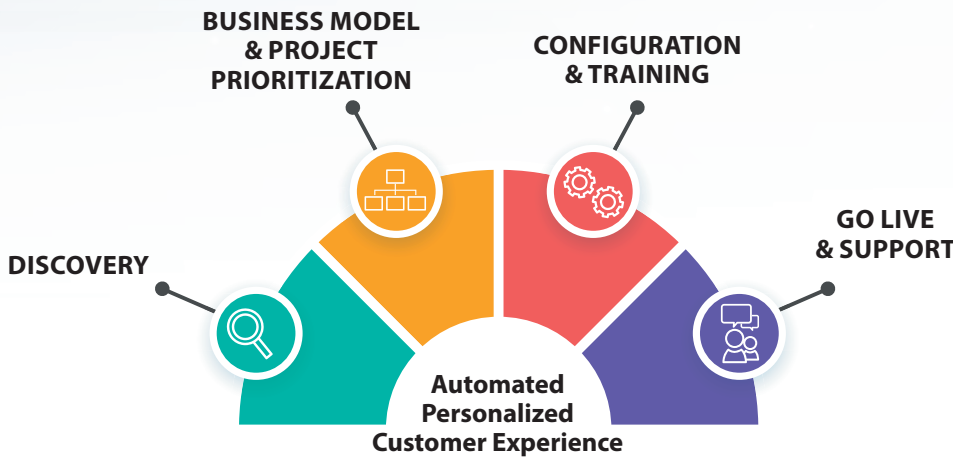 DISCOVERY
BUSINESS MODEL
& PROJECT
PRIORITIZATION
CONFIGURATION
& TRAINING
GO LIVE
& SUPPORT
Automated
Personalized
Customer Experience